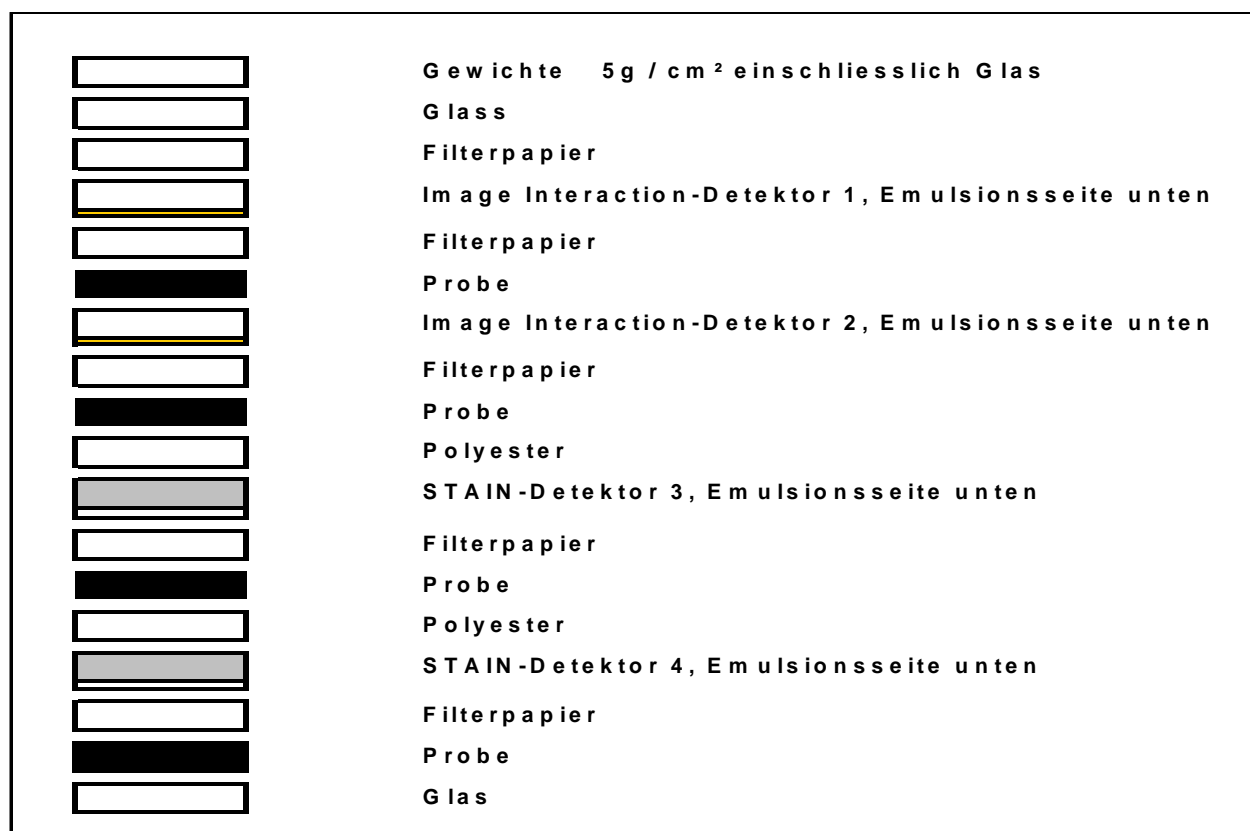 Gewichte 5g / cm² einschliesslich Glas
Glass
Filterpapier
Image Interaction-Detektor 1, Emulsionsseite unten
Filterpapier
Probe
Image Interaction-Detektor 2, Emulsionsseite unten
Filterpapier
Probe
Polyester
STAIN-Detektor 3, Emulsionsseite unten
Filterpapier
Probe
Polyester
STAIN-Detektor 4, Emulsionsseite unten
Filterpapier
Probe
Glas